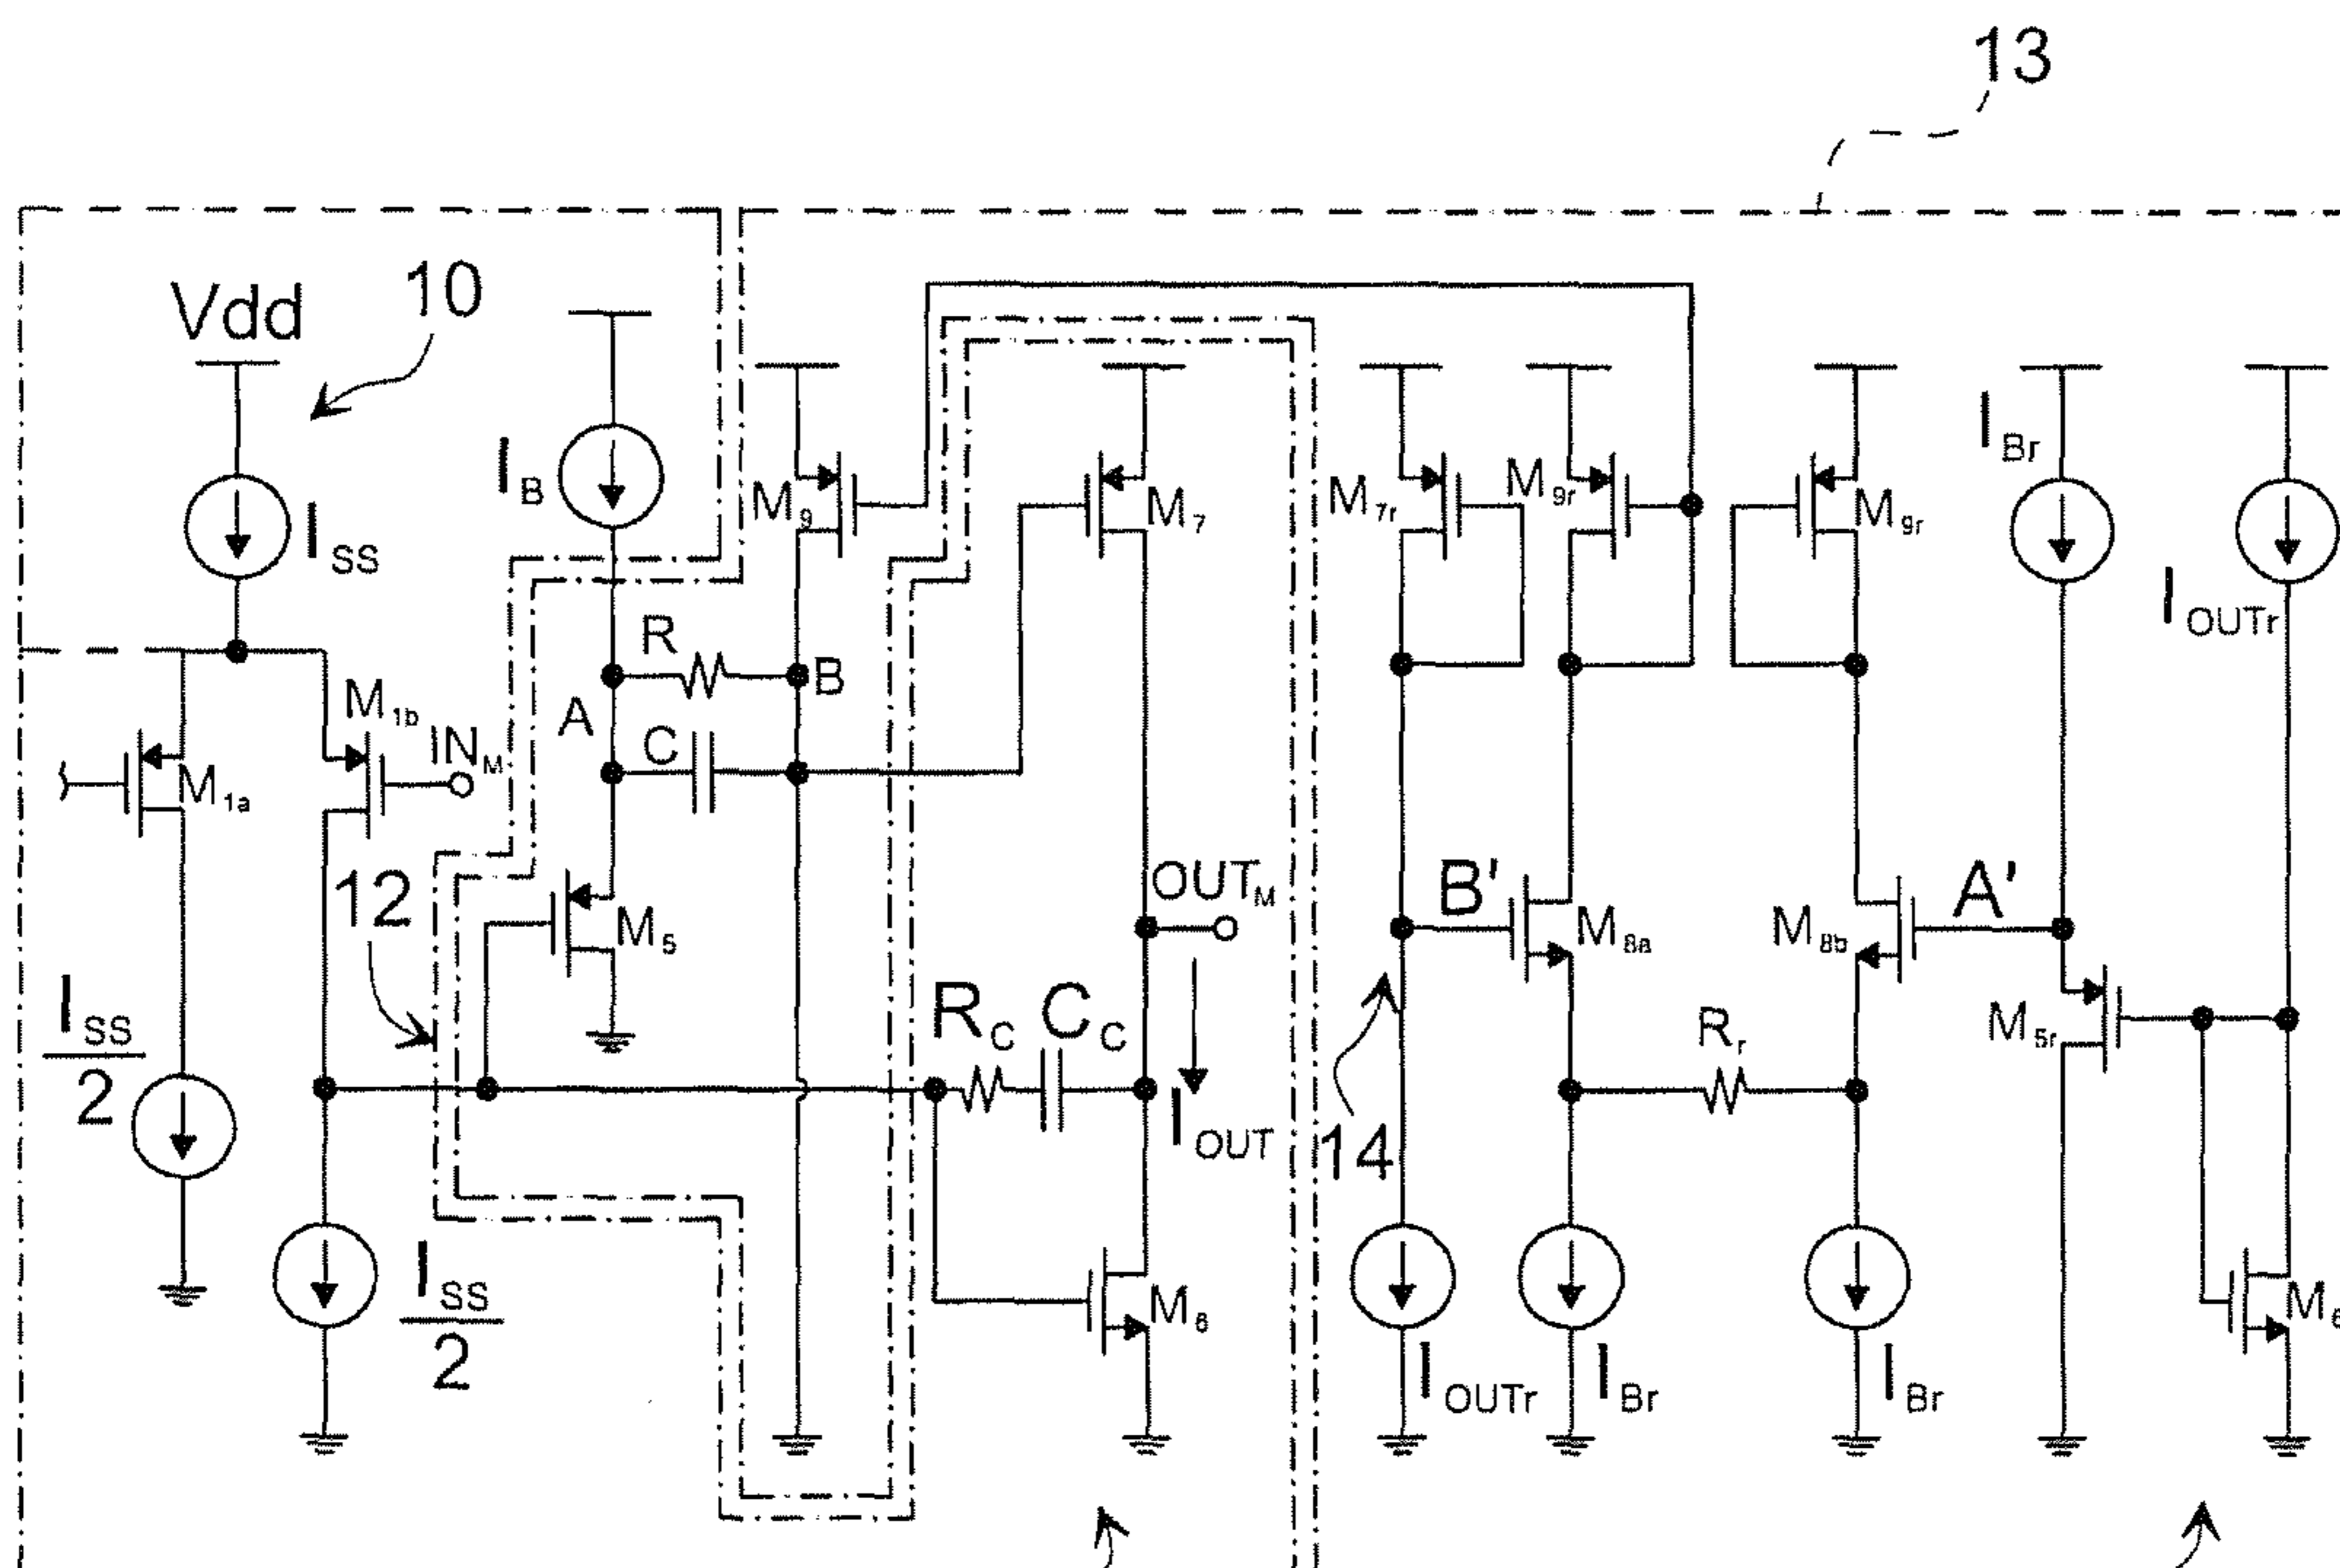 13
Vdd
10
I_SS
I_B
M_9
M_7
M_7r
M_9r
M_9r
I_Br
I_OUTr
R
B
A
C
M_1b
IN_M
M_1a
12
M_5
OUT_M
B'
M_8a
M_8b
A'
R_C
C_C
M_5r
R_r
I_SS
2
I_OUT
14
I_SS
2
M_6
I_OUTr
I_Br
I_Br